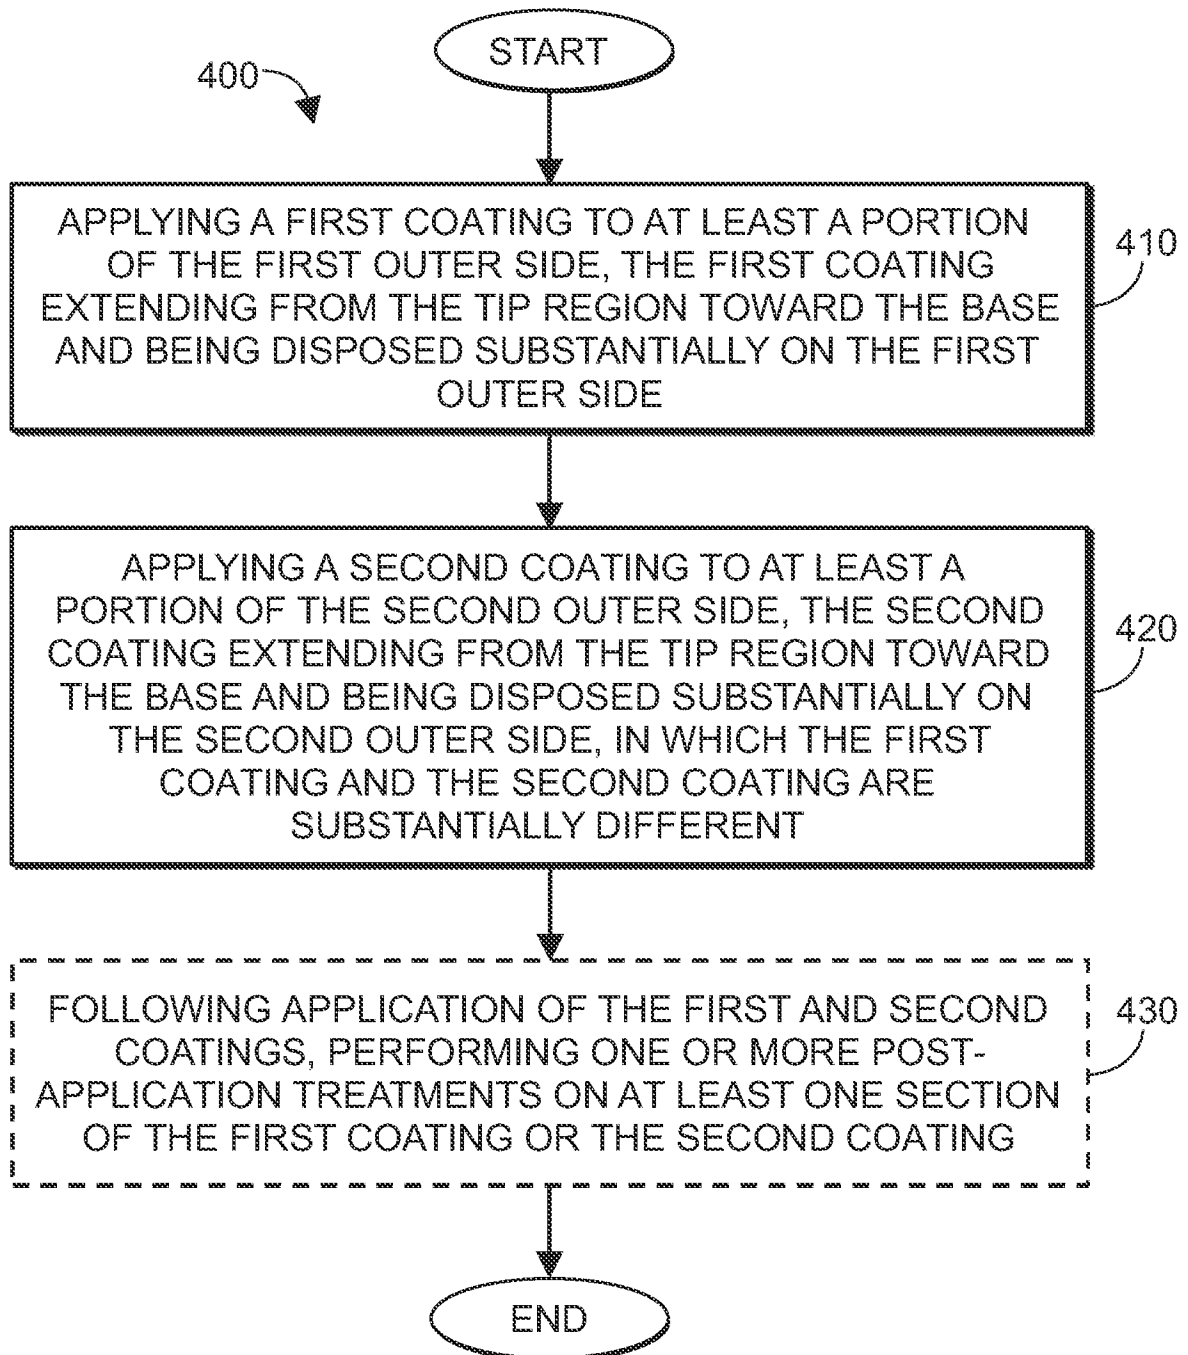 START
400
APPLYING A FIRST COATING TO AT LEAST A PORTION
OF THE FIRST OUTER SIDE, THE FIRST COATING
EXTENDING FROM THE TIP REGION TOWARD THE BASE
AND BEING DISPOSED SUBSTANTIALLY ON THE FIRST
OUTER SIDE
410
APPLYING A SECOND COATING TO AT LEAST A
PORTION OF THE SECOND OUTER SIDE, THE SECOND
COATING EXTENDING FROM THE TIP REGION TOWARD
THE BASE AND BEING DISPOSED SUBSTANTIALLY ON
THE SECOND OUTER SIDE, IN WHICH THE FIRST
COATING AND THE SECOND COATING ARE
SUBSTANTIALLY DIFFERENT
420
FOLLOWING APPLICATION OF THE FIRST AND SECOND
COATINGS, PERFORMING ONE OR MORE POST-
APPLICATION TREATMENTS ON AT LEAST ONE SECTION
OF THE FIRST COATING OR THE SECOND COATING
430
END